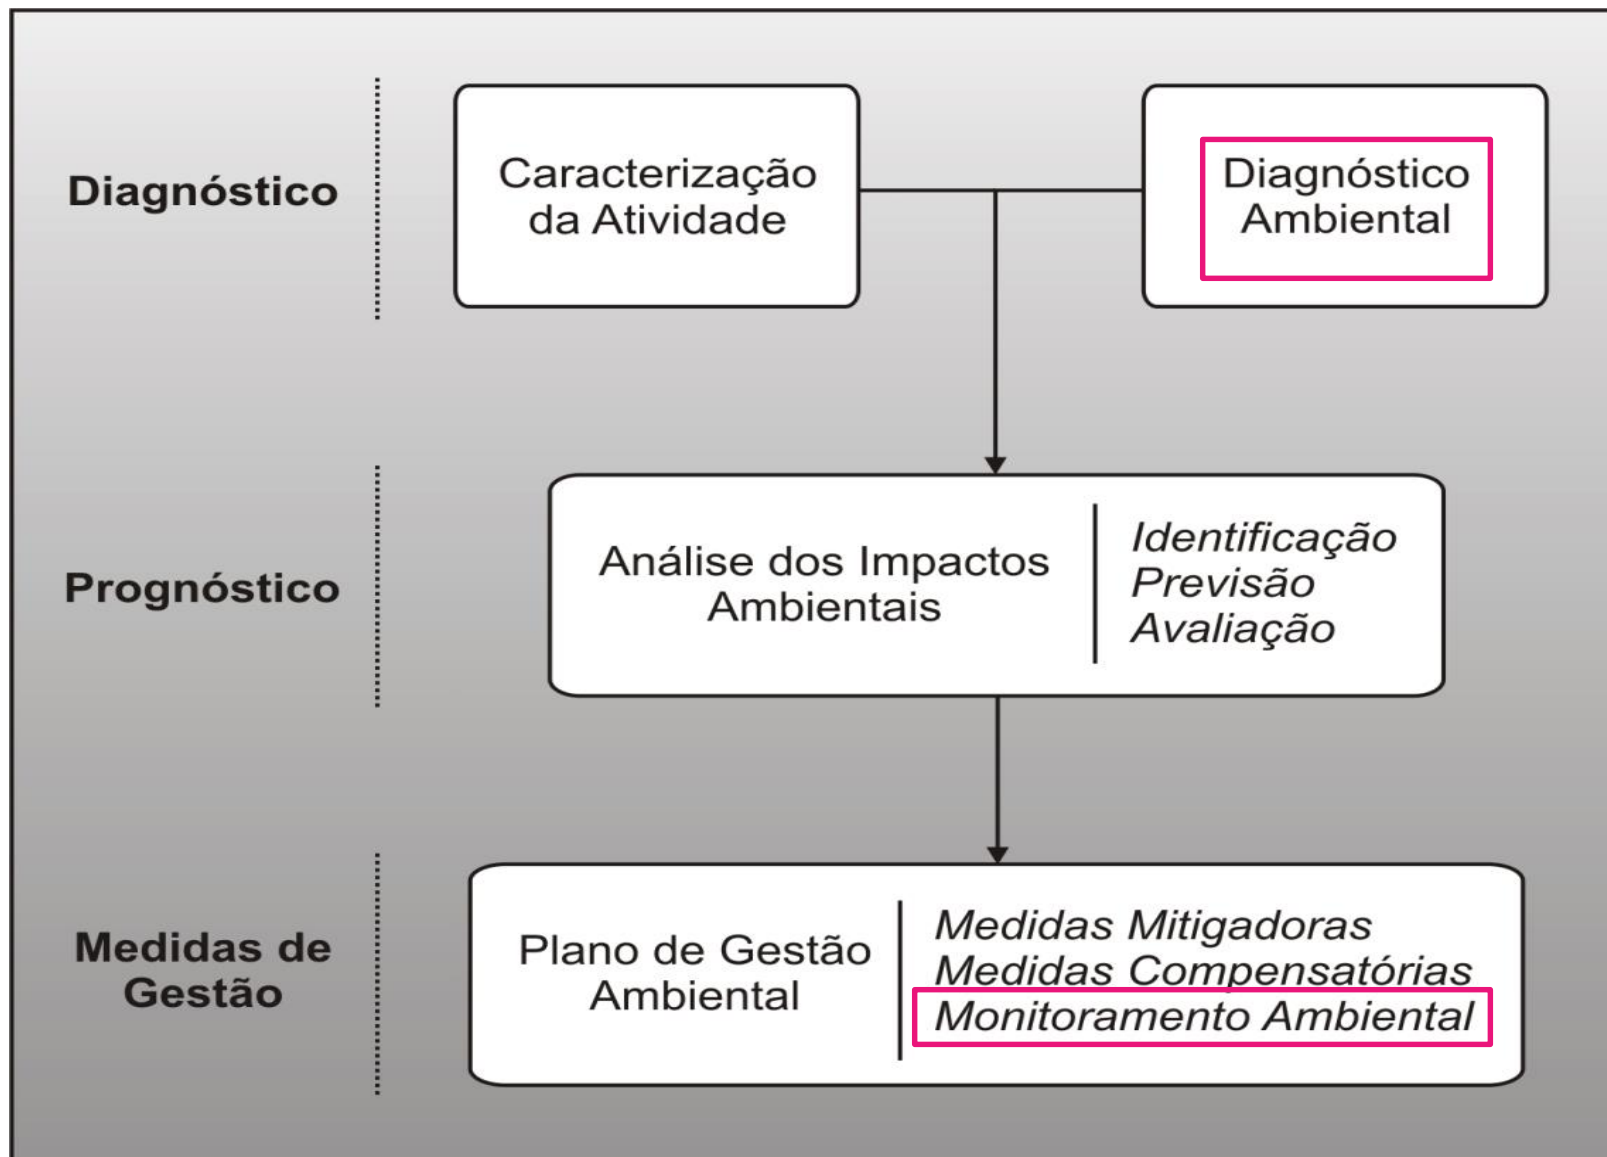 Diagnóstico
Caracterização
da Atividade
Diagnóstico
Ambiental
Prognóstico
Análise dos Impactos
Ambientais
Identificação
Previsão
Avaliação
Medidas de
Gestão
Plano de Gestão
Ambiental
Medidas Mitigadoras
Medidas Compensatórias
Monitoramento Ambiental